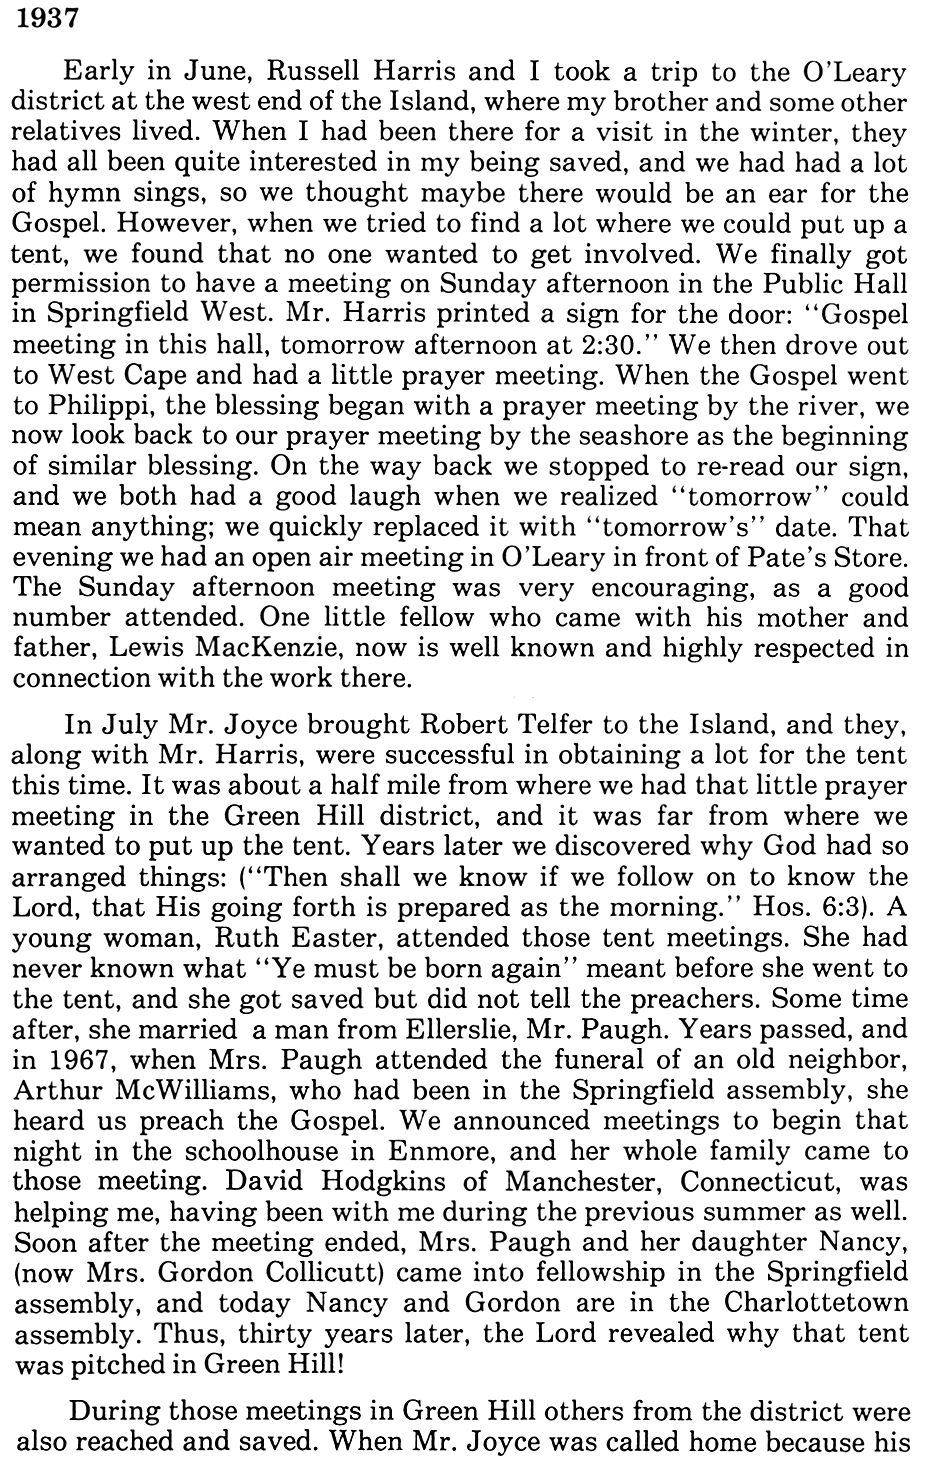 1937
Early in June, Russell Harris and I took a trip to the O'Leary
district at the west end of the Island, where my brother and some other
relatives lived. When I had been there for a visit in the winter, they
had all been quite interested in my being saved, and we had had a lot
of hymn sings, so we thought maybe there would be an ear for the
Gospel. However, when we tried to find a lot where we could put up a
tent, we found that no one wanted to get involved. We finally got
permission to have a meeting on Sunday afternoon in the Public Hall
in Springfield West. Mr. Harris printed a sign for the door: "Gospel
meeting in this hall, tomorrow afternoon at 2:30." We then drove out
to West Cape and had a little prayer meeting. When the Gospel went
to Philippi, the blessing began with a prayer meeting by the river, we
now look back to our prayer meeting by the seashore as the beginning
of similar blessing. On the way back we stopped to re-read our sign,
and we both had a good laugh when we realized "tomorrow" could
mean anything; we quickly replaced it with "tomorrow's" date. That
evening we had an open air meeting in O'Leary in front of Pate's Store.
The Sunday afternoon meeting was very encouraging, as a good
number attended. One little fellow who came with his mother and
father, Lewis MacKenzie, now is well known and highly respected in
connection with the work there.
In July Mr. Joyce brought Robert Telfer to the Island, and they,
along with Mr. Harris, were successful in obtaining a lot for the tent
this time. It was about a half mile from where we had that little prayer
meeting in the Green Hill district, and it was far from where we
wanted to put up the tent. Years later we discovered why God had so
arranged things: ("Then shall we know if we follow on to know the
Lord, that His going forth is prepared as the morning." Hos. 6:3). A
young woman, Ruth Easter, attended those tent meetings. She had
never known what "Ye must be born again" meant before she went to
the tent, and she got saved but did not tell the preachers. Some time
after, she married a man from Ellerslie, Mr. Paugh. Years passed, and
in 1967, when Mrs. Paugh attended the funeral of an old neighbor,
Arthur McWilliams, who had been in the Springfield assembly, she
heard us preach the Gospel. We announced meetings to begin that
night in the schoolhouse in Enmore, and her whole family came to
those meeting. David Hodgkins of Manchester, Connecticut, was
helping me, having been with me during the previous summer as well.
Soon after the meeting ended, Mrs. Paugh and her daughter Nancy,
(now Mrs. Gordon Collicutt) came into fellowship in the Springfield
assembly, and today Nancy and Gordon are in the Charlottetown
assembly. Thus, thirty years later, the Lord revealed why that tent
was pitched in Green Hill!
During those meetings in Green Hill others from the district were
also reached and saved. When Mr. Joyce was called home because his